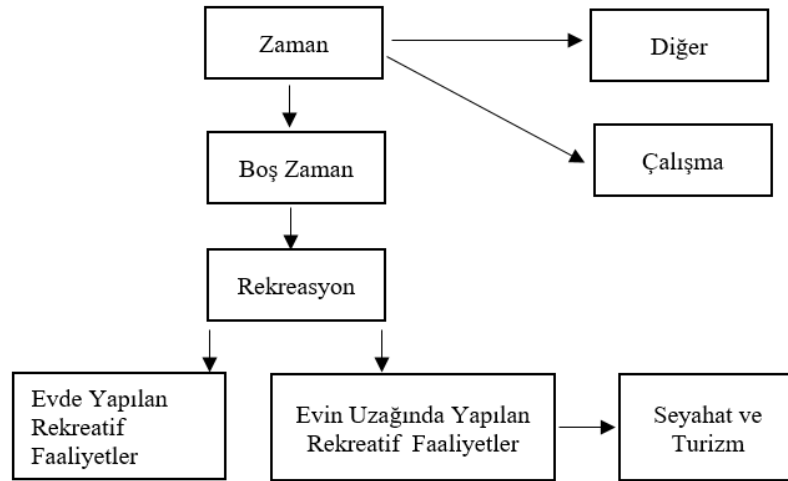 Zaman
Diğer
Boş Zaman
Çalışma
Rekreasyon
Evde Yapılan
Rekreatif
Faaliyetler
Evin Uzağında Yapılan
Rekreatif Faaliyetler
Seyahat ve
Turizm